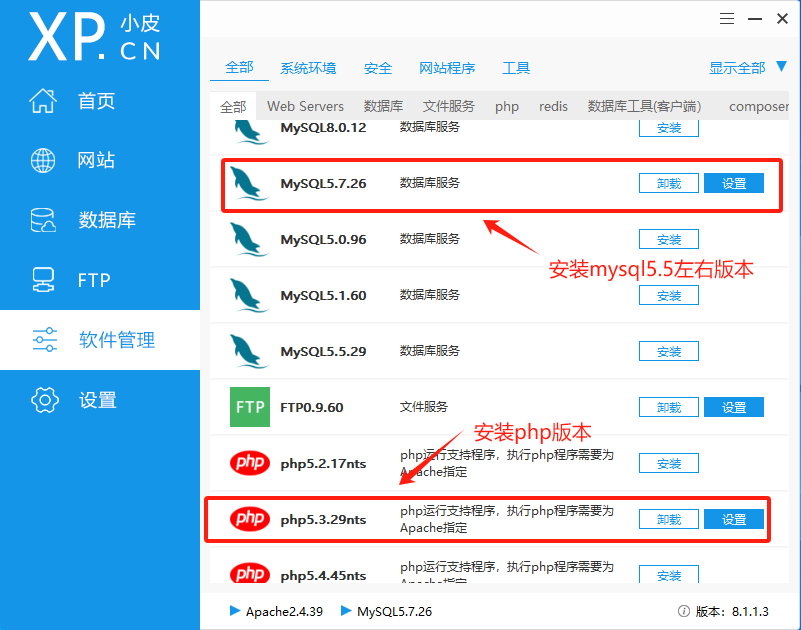 XP.CN 小皮
首页
网站
数据库
FTP
软件管理
设置
全部 系统环境 安全 网站程序 工具 显示全部
全部 Web Servers 数据库 文件服务 php redis 数据库工具(客户端) composer
MySQL8.0.12 数据库服务 安装
MySQL5.7.26 数据库服务 卸载 设置
MySQL5.0.96 数据库服务 安装
安装mysql5.5左右版本
MySQL5.1.60 数据库服务 安装
MySQL5.5.29 数据库服务 安装
FTP FTP0.9.60 文件服务 卸载 设置
安装php版本
php php5.2.17nts php运行支持程序，执行php程序需要为 安装
Apache指定
php php5.3.29nts php运行支持程序，执行php程序需要为 卸载 设置
Apache指定
php php5.4.45nts php运行支持程序，执行php程序需要为 安装
Apache指定
Apache2.4.39 MySQL5.7.26 版本：8.1.1.3